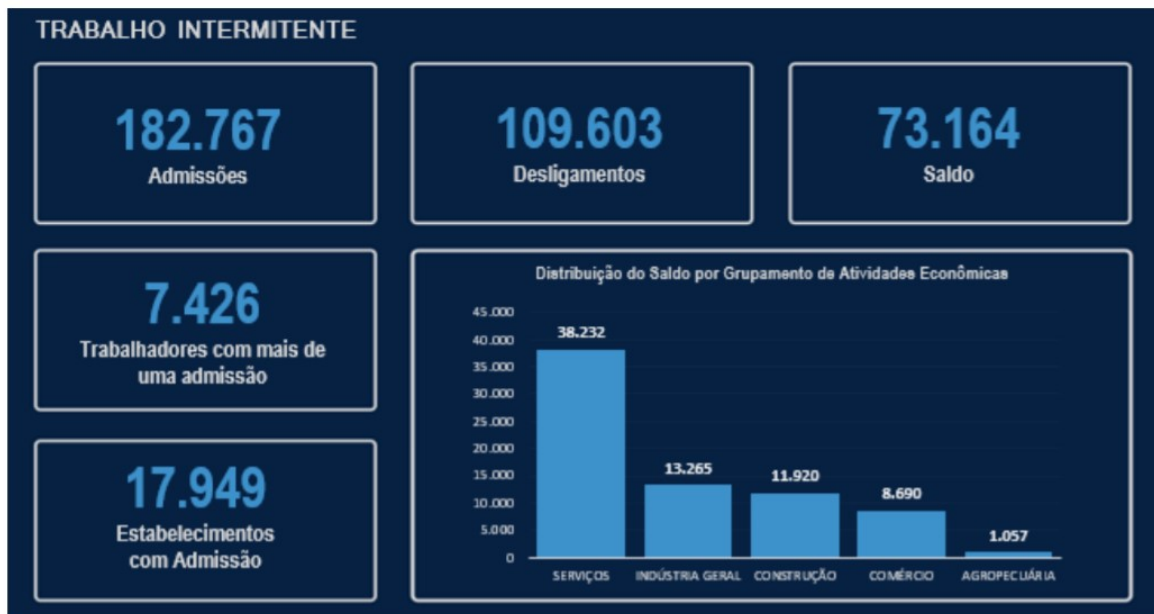 TRABALHO INTERMITENTE
182.767
Admissões
109.603
Desligamentos
73.164
Saldo
7.426
Trabalhadores com mais de
uma admissão
17.949
Estabelecimentos
com Admissão
Distribuição do Saldo por Grupamento de Atividades Econômicas
45.000
40.000
35.000
30.000
25.000
20.000
15.000
10.000
5.000
0
38.232
13.265
11.920
8.690
1.057
SERVIÇOS INDÚSTRIA GERAL CONSTRUÇÃO COMÉRCIO AGROPECUÁRIA